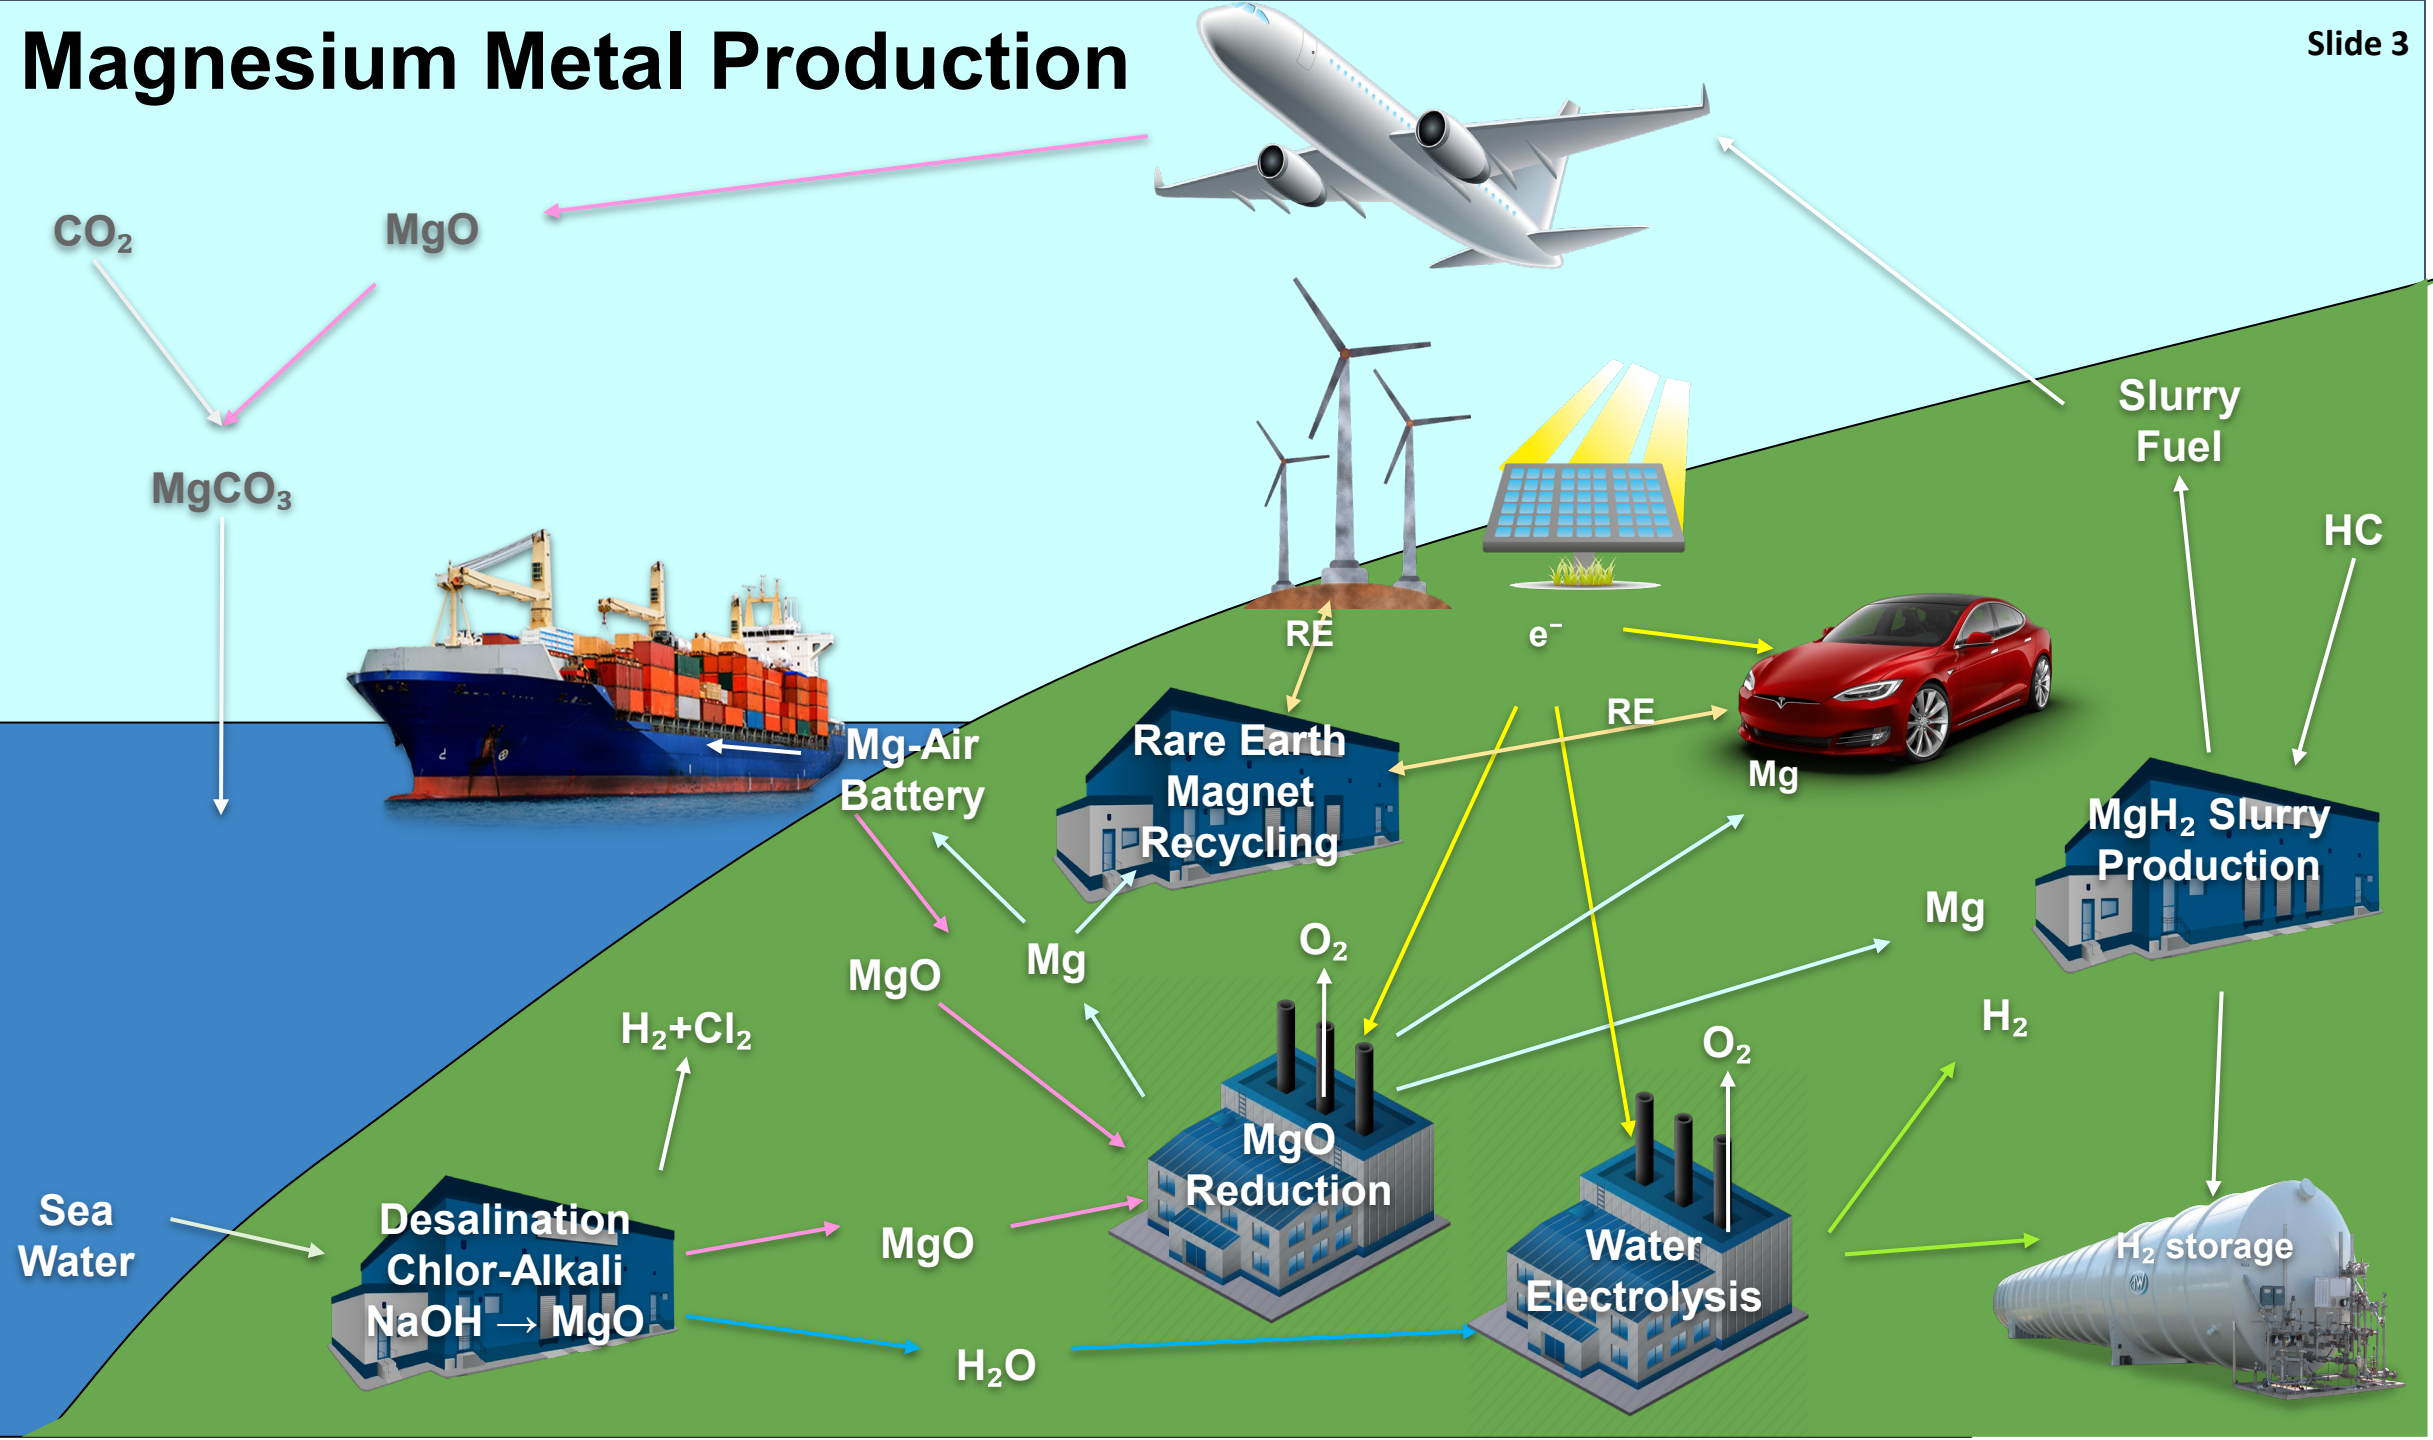 Magnesium Metal Production
Slide 3
CO₂
MgO
MgCO₃
Slurry
Fuel
HC
RE
e⁻
RE
Mg
Mg-Air
Battery
Rare Earth
Magnet
Recycling
MgH₂ Slurry
Production
Mg
MgO
Mg
O₂
H₂+Cl₂
H₂
O₂
MgO
Reduction
Sea
Water
Desalination
Chlor-Alkali
NaOH → MgO
MgO
Water
Electrolysis
H₂ storage
H₂O